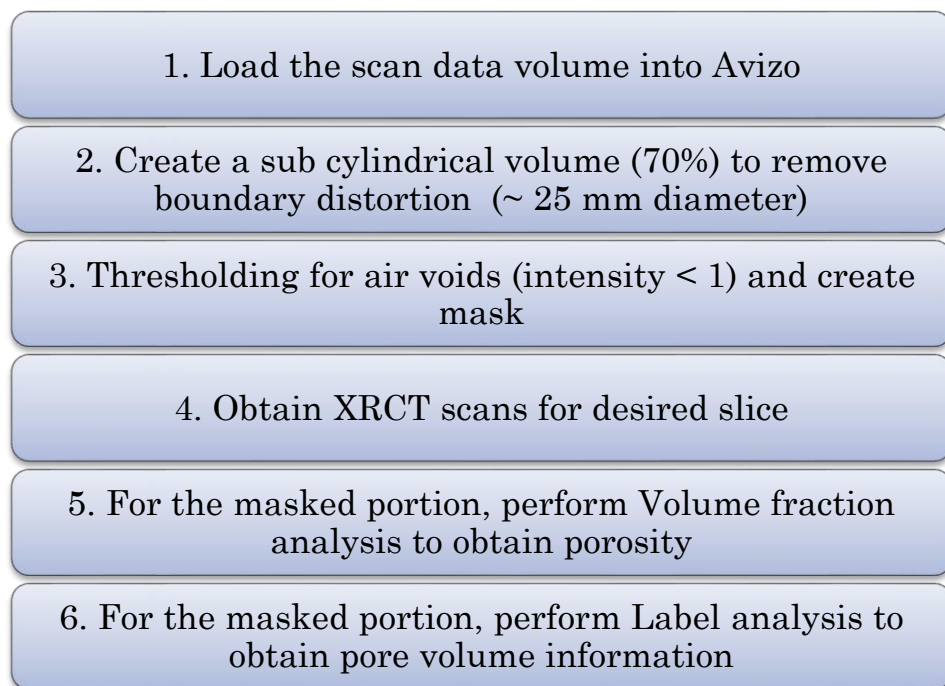 1. Load the scan data volume into Avizo
2. Create a sub cylindrical volume (70%) to remove
boundary distortion (~ 25 mm diameter)
3. Thresholding for air voids (intensity < 1) and create
mask
4. Obtain XRCT scans for desired slice
5. For the masked portion, perform Volume fraction
analysis to obtain porosity
6. For the masked portion, perform Label analysis to
obtain pore volume information